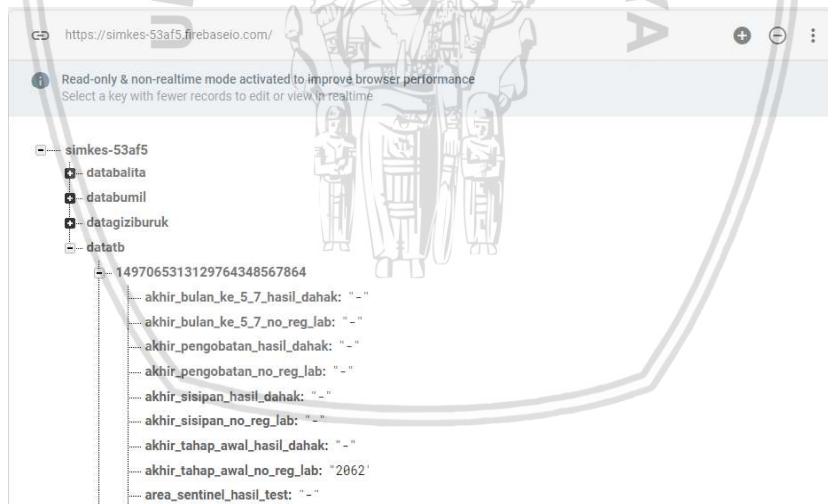 https://simkes-53af5.firebaseio.com/
Read-only & non-realtime mode activated to improve browser performance
Select a key with fewer records to edit or view in realtime
simkes-53af5
databalita
databumil
datagiziburuk
datatb
1497065313129764348567864
akhir_bulan_ke_5_7_hasil_dahak: "-"
akhir_bulan_ke_5_7_no_reg_lab: "-"
akhir_pengobatan_hasil_dahak: "-"
akhir_pengobatan_no_reg_lab: "-"
akhir_sisipan_hasil_dahak: "-"
akhir_sisipan_no_reg_lab: "-"
akhir_tahap_awal_hasil_dahak: "-"
akhir_tahap_awal_no_reg_lab: "2062"
area_sentinel_hasil_test: "-"